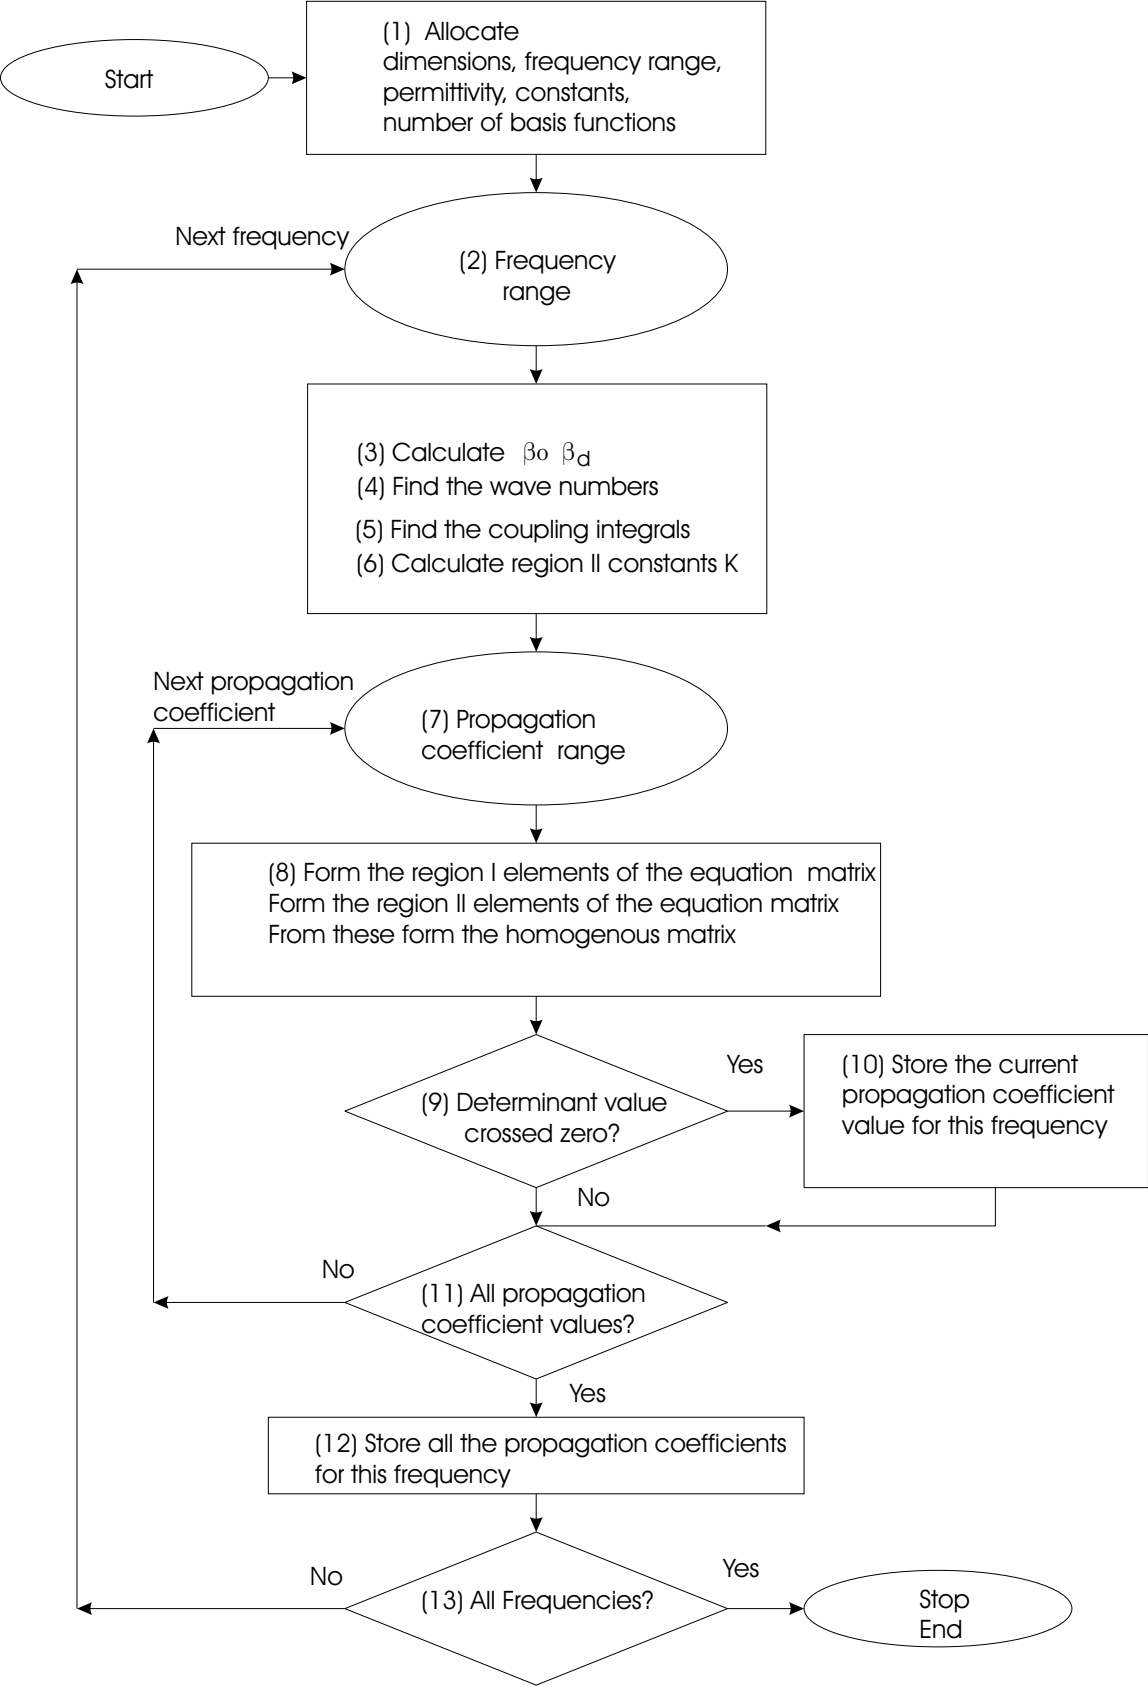 Start
(1) Allocate
dimensions, frequency range,
permittivity, constants,
number of basis functions
Next frequency
(2) Frequency
range
(3) Calculate βo βd
(4) Find the wave numbers
(5) Find the coupling integrals
(6) Calculate region II constants K
Next propagation
coefficient
(7) Propagation
coefficient range
(8) Form the region I elements of the equation matrix
Form the region II elements of the equation matrix
From these form the homogenous matrix
(9) Determinant value
crossed zero?
Yes
(10) Store the current
propagation coefficient
value for this frequency
No
(11) All propagation
coefficient values?
No
Yes
(12) Store all the propagation coefficients
for this frequency
(13) All Frequencies?
No
Yes
Stop
End